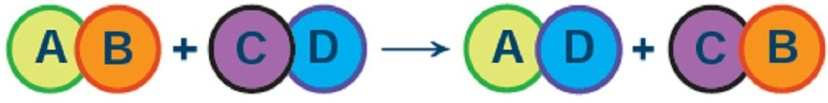 A B + C D → A D + C B